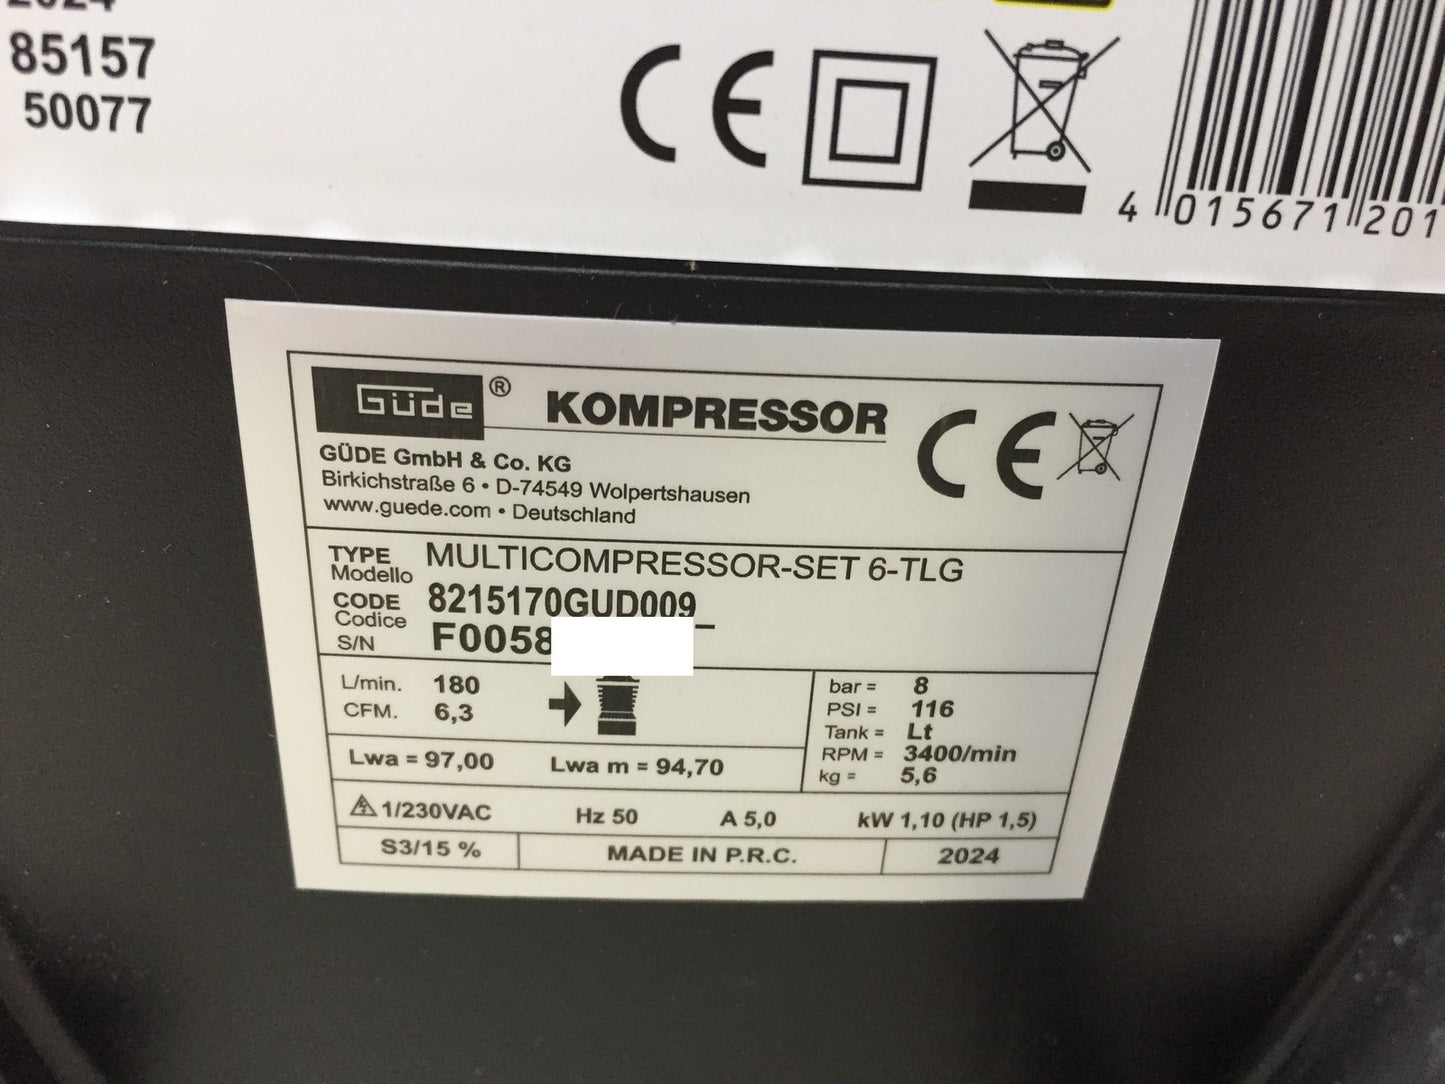 85157
50077
CE
4 015671 201
Güde ® KOMPRESSOR CE
GÜDE GmbH & Co. KG
Birkichstraße 6 • D-74549 Wolpertshausen
www.guede.com • Deutschland
TYPE MULTICOMPRESSOR-SET 6-TLG
Modello
CODE 8215170GUD009_
Codice
S/N F0058
L/min. 180
CFM. 6,3
bar = 8
PSI = 116
Tank = Lt
RPM = 3400/min
kg = 5,6
Lwa = 97,00 Lwa m = 94,70
1/230VAC Hz 50 A 5,0 kW 1,10 (HP 1,5)
S3/15 % MADE IN P.R.C. 2024